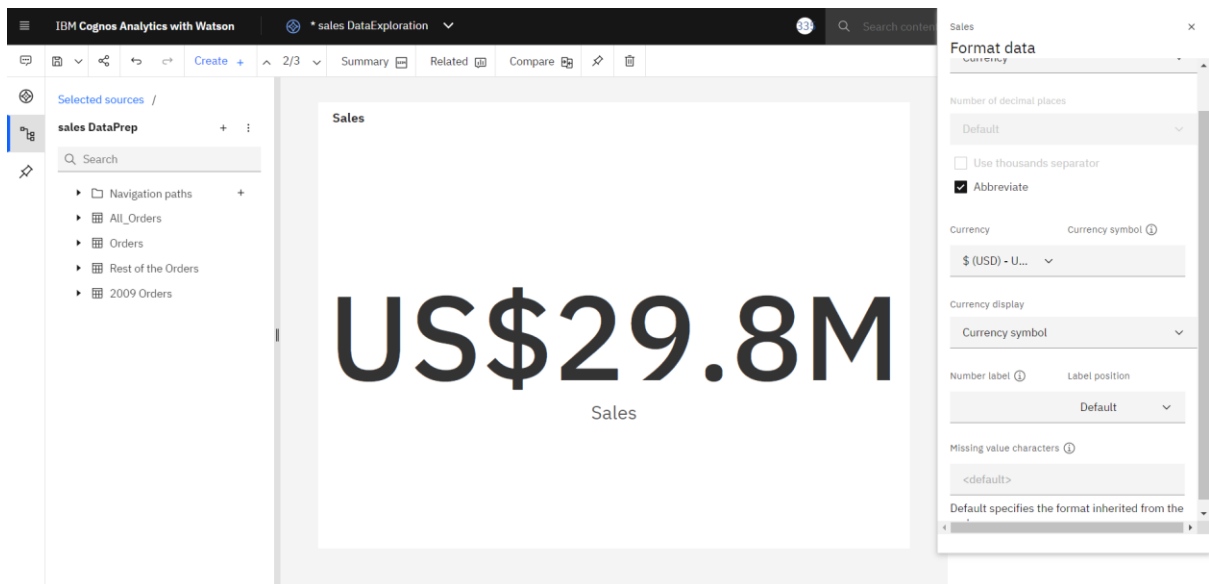 IBM Cognos Analytics with Watson
* sales DataExploration
Search conten
Create +
2/3
Summary
Related
Compare
Selected sources /
sales DataPrep
Search
Navigation paths
All_Orders
Orders
Rest of the Orders
2009 Orders
Sales
US$29.8M
Sales
Sales
Format data
Currency
Number of decimal places
Default
Use thousands separator
Abbreviate
Currency
Currency symbol
$ (USD) - U...
Currency display
Currency symbol
Number label
Label position
Default
Missing value characters
<default>
Default specifies the format inherited from the